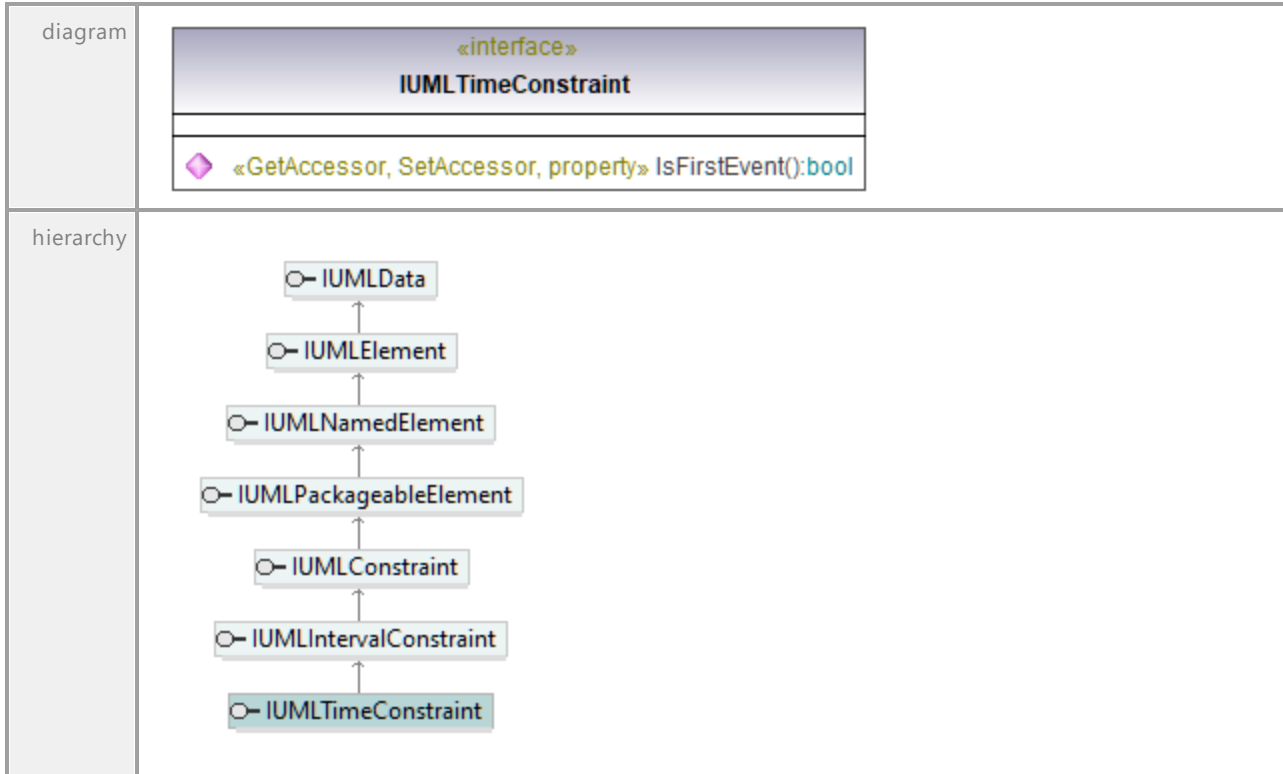 diagram
«interface»
IUMLTimeConstraint
«GetAccessor, SetAccessor, property» IsFirstEvent():bool
hierarchy
IUMLData
IUMLElement
IUMLNamedElement
IUMLPackageableElement
IUMLConstraint
IUMLIntervalConstraint
IUMLTimeConstraint